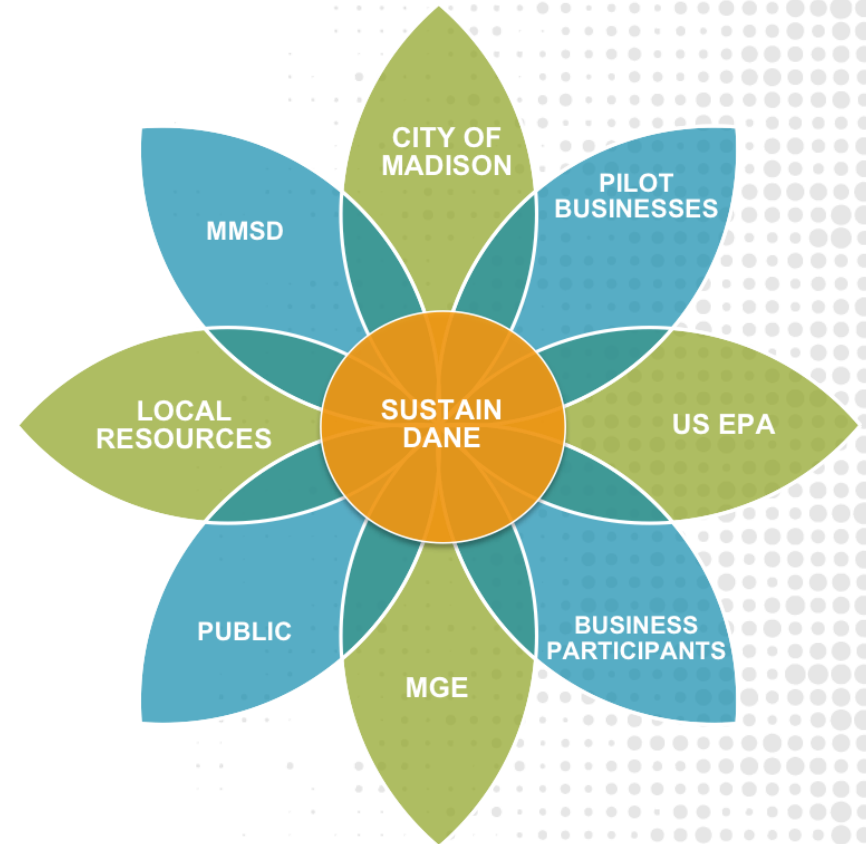 CITY OF
MADISON
PILOT
BUSINESSES
MMSD
LOCAL
RESOURCES
SUSTAIN
DANE
US EPA
PUBLIC
BUSINESS
PARTICIPANTS
MGE